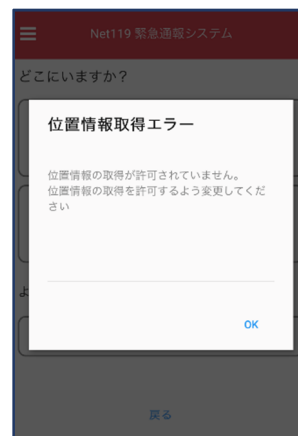 Net119 緊急通報システム
どこにいますか?
位置情報取得エラー
位置情報の取得が許可されていません。
位置情報の取得を許可するよう変更してくだ
さい
よ
OK
戻る